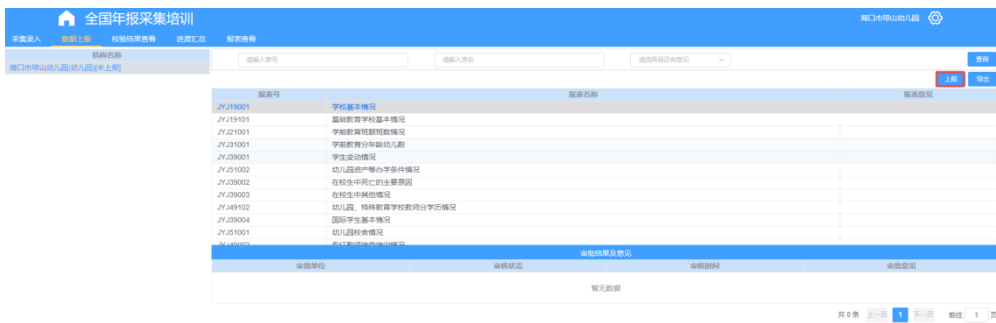 全国年报采集培训
海口市琼山幼儿园
采集录入 数据上报 校验结果查看 进度汇总 报表查看
机构名称
海口市琼山幼儿园(幼儿园)[未上报]
请输入表号 请输入表名 请选择是否有意见 查询
上报 导出
报表号 报表名称 报表意见
JYJ19001 学校基本情况
JYJ19101 基础教育学校基本情况
JYJ21001 学前教育班额班数情况
JYJ31001 学前教育分年龄幼儿数
JYJ39001 学生变动情况
JYJ51002 幼儿园资产等办学条件情况
JYJ39002 在校生中死亡的主要原因
JYJ39003 在校生中其他情况
JYJ49102 幼儿园、特殊教育学校教师分学历情况
JYJ39004 国际学生基本情况
JYJ51001 幼儿园校舍情况
审批结果及意见
审批单位 审核状态 审核时间 审批意见
暂无数据
共 0 条 上一页 1 下一页 前往 1 页